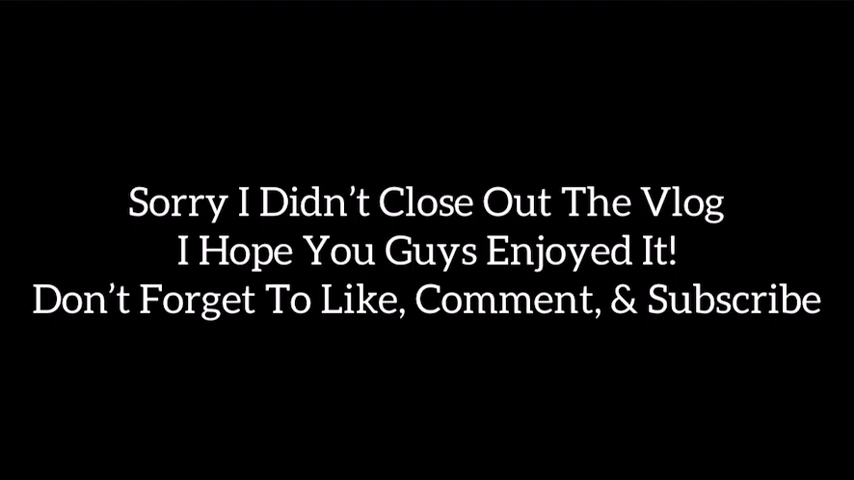 Sorry I Didn’t Close Out The Vlog
I Hope You Guys Enjoyed It!
Don’t Forget To Like, Comment, & Subscribe